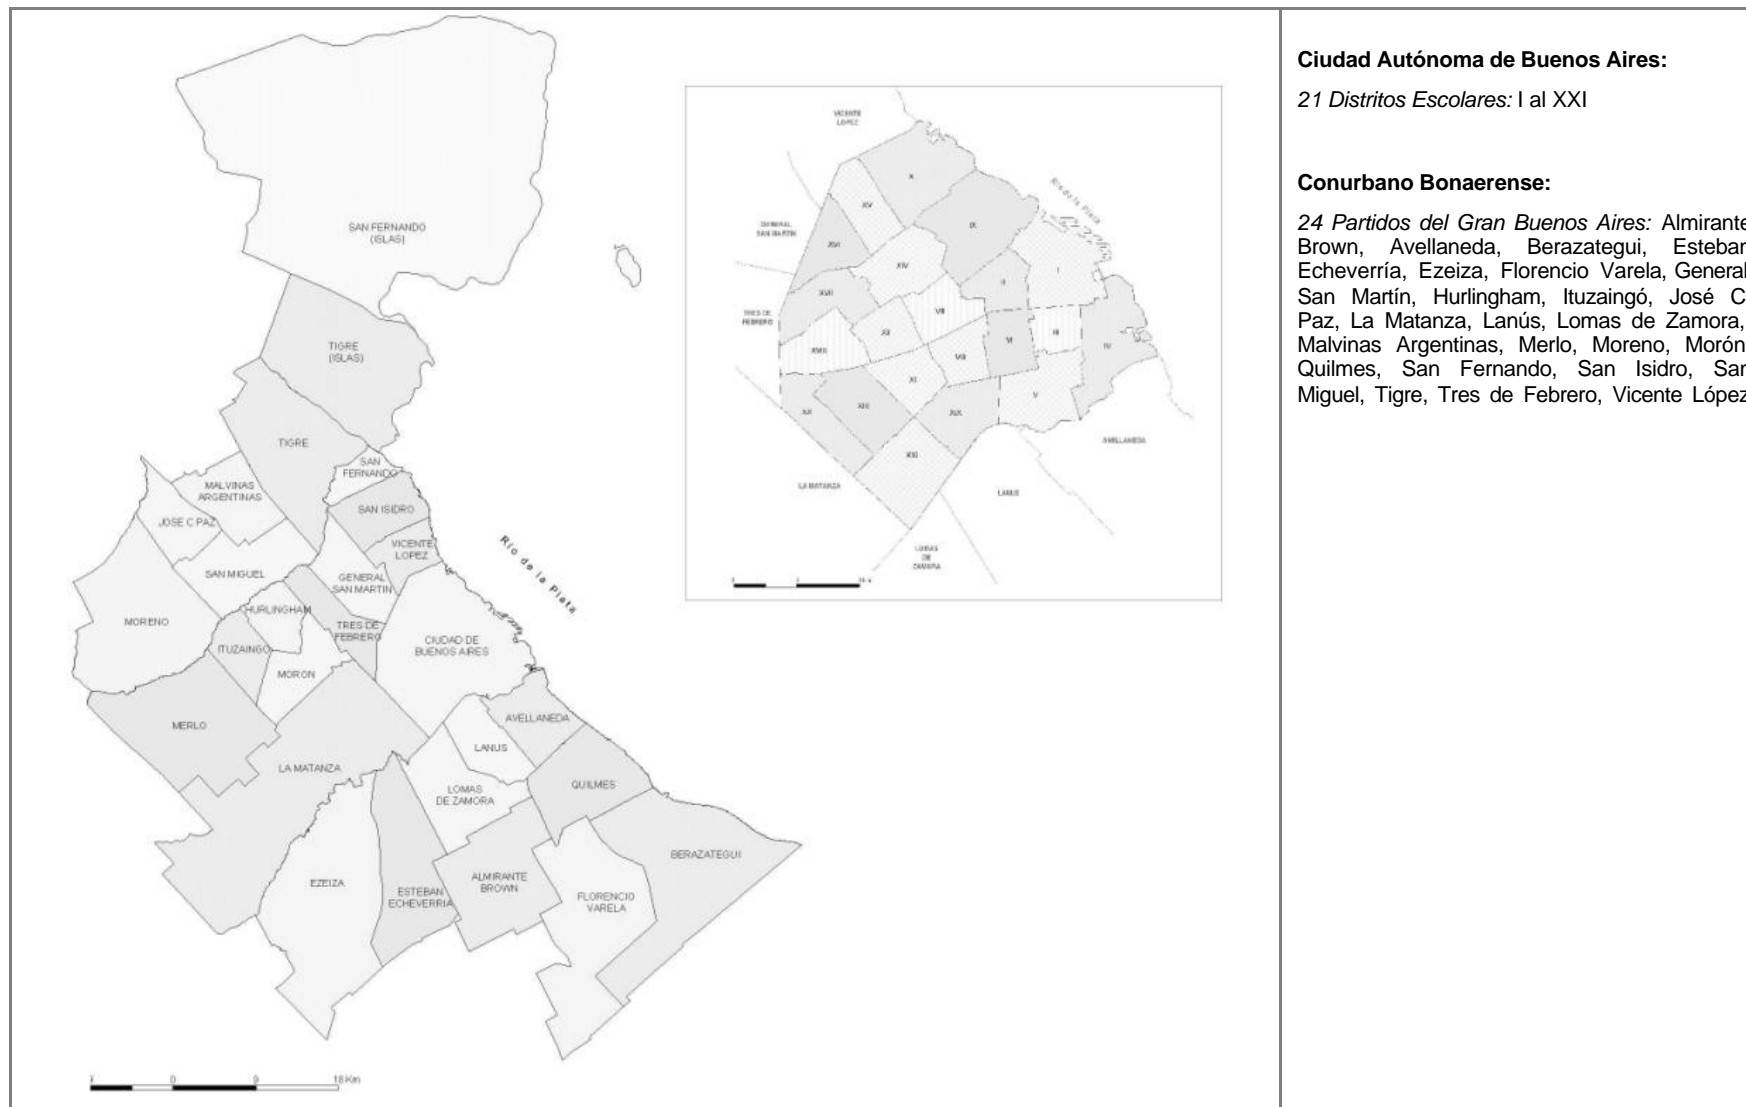 SAN FERNANDO
(ISLAS)
TIGRE
(ISLAS)
TIGRE
SAN
FERNANDO
MALVINAS
ARGENTINAS
SAN ISIDRO
JOSE C PAZ
VICENTE
LOPEZ
Río de la Plata
SAN MIGUEL
GENERAL
SAN MARTIN
HURLINGHAM
MORENO
TRES DE
FEBRERO
CIUDAD DE
BUENOS AIRES
ITUZAINGO
MORON
MERLO
AVELLANEDA
LANUS
LA MATANZA
LOMAS
DE ZAMORA
QUILMES
BERAZATEGUI
EZEIZA
ALMIRANTE
BROWN
ESTEBAN
ECHEVERRIA
FLORENCIO
VARELA
0
9
18 Km
VICENTE
LOPEZ
Río de la Plata
GENERAL
SAN MARTIN
TRES DE
FEBRERO
X
XV
IX
XVI
XIV
I
II
XVII
VIII
XII
VI
III
IV
XVIII
VII
XI
V
XX
XIII
XIX
XXI
AVELLANEDA
LA MATANZA
LANUS
LOMAS
DE
ZAMORA
Ciudad Autónoma de Buenos Aires:
21 Distritos Escolares: I al XXI
Conurbano Bonaerense:
24 Partidos del Gran Buenos Aires: Almirante
Brown, Avellaneda, Berazategui, Esteban
Echeverría, Ezeiza, Florencio Varela, General
San Martín, Hurlingham, Ituzaingó, José C
Paz, La Matanza, Lanús, Lomas de Zamora,
Malvinas Argentinas, Merlo, Moreno, Morón
Quilmes, San Fernando, San Isidro, San
Miguel, Tigre, Tres de Febrero, Vicente López